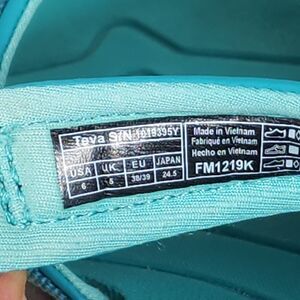 Teva S/N 1019395Y
USA UK EU JAPAN
6 5 38/39 24.5
Made in Vietnam
Fabriqué en Vietnam
Hecho en Vietnam
FM1219K